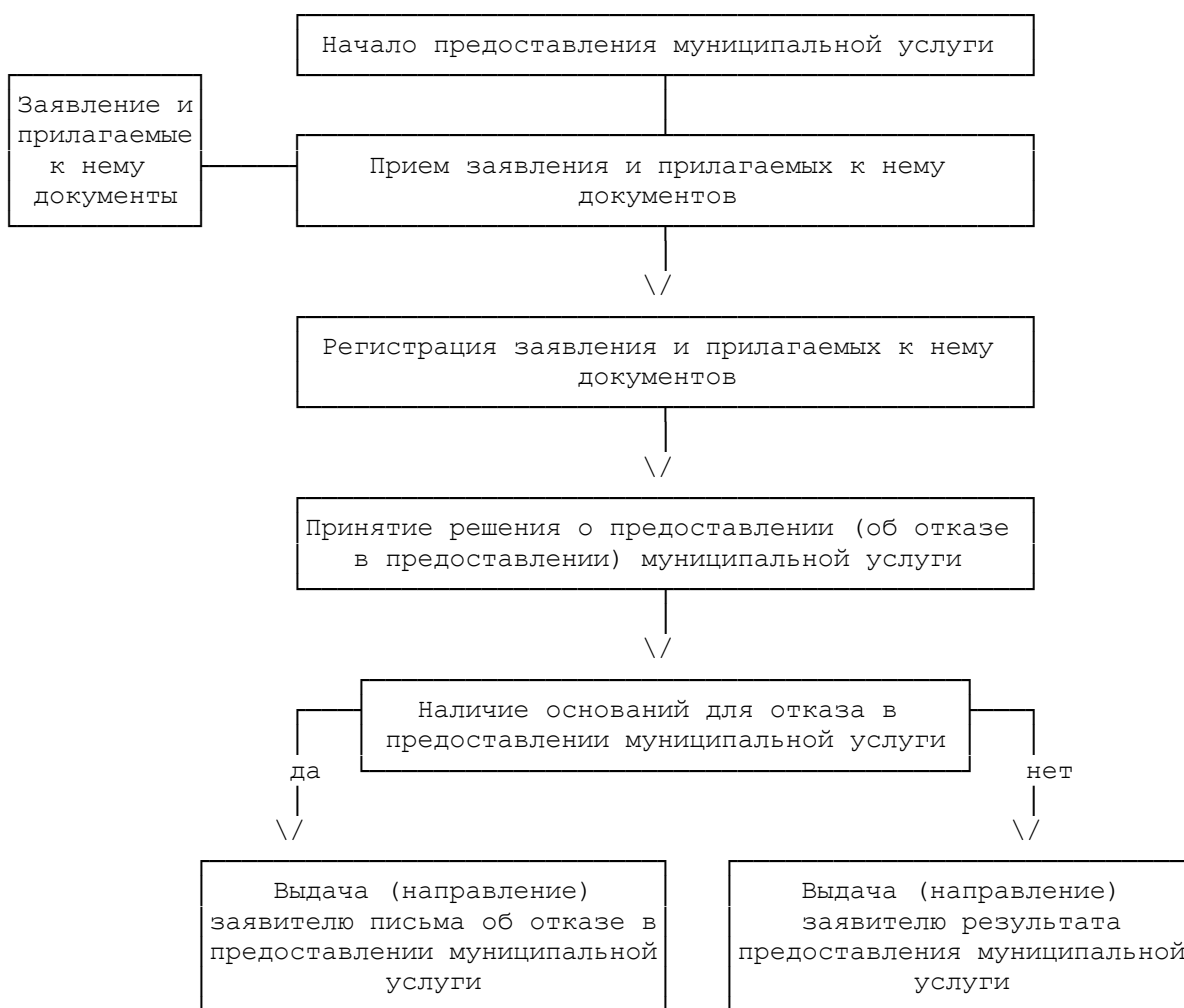 Начало предоставления муниципальной услуги
Заявление и
прилагаемые
к нему
документы
Прием заявления и прилагаемых к нему
документов
\/
Регистрация заявления и прилагаемых к нему
документов
\/
Принятие решения о предоставлении (об отказе
в предоставлении) муниципальной услуги
\/
Наличие оснований для отказа в
предоставлении муниципальной услуги
да
нет
\/
\/
Выдача (направление)
заявителю письма об отказе в
предоставлении муниципальной
услуги
Выдача (направление)
заявителю результата
предоставления муниципальной
услуги